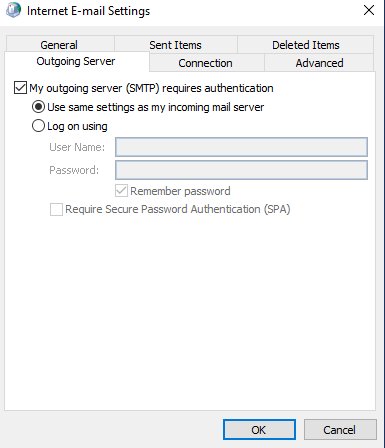 Internet E-mail Settings
General Sent Items Deleted Items
Outgoing Server Connection Advanced
My outgoing server (SMTP) requires authentication
Use same settings as my incoming mail server
Log on using
User Name:
Password:
Remember password
Require Secure Password Authentication (SPA)
OK Cancel